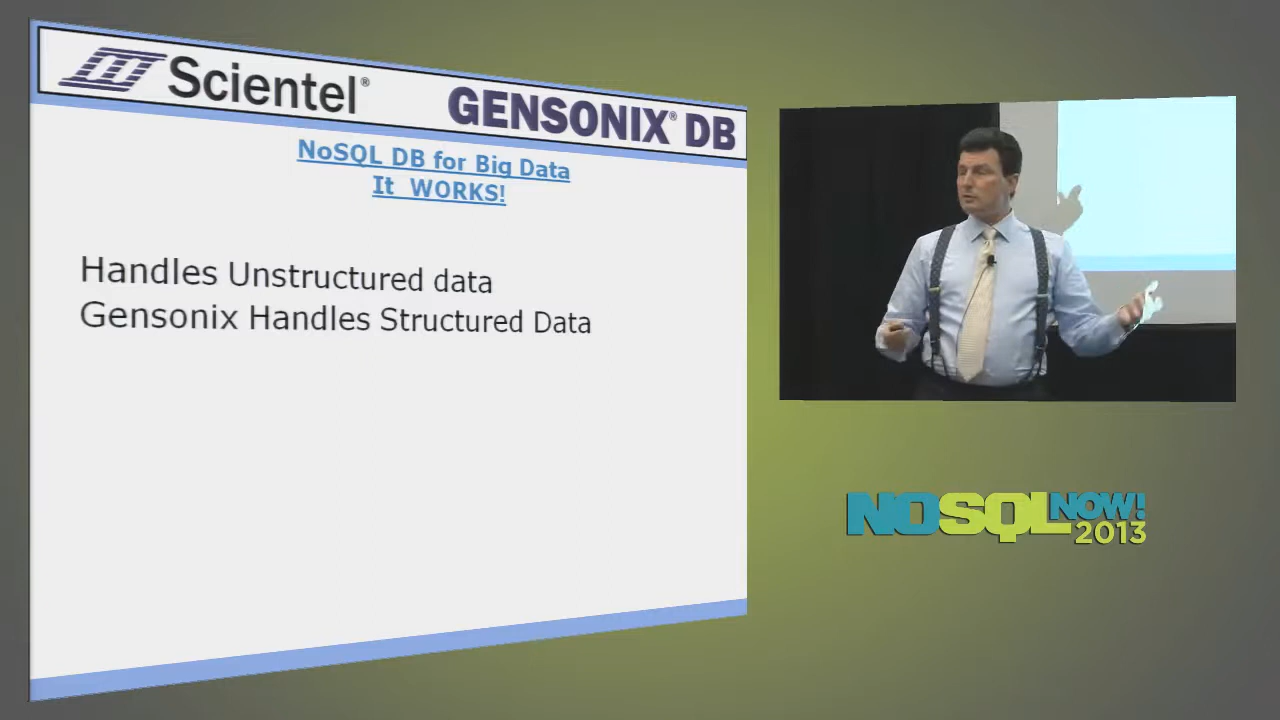 Scientel® GENSONIX® DB
NoSQL DB for Big Data
It WORKS!
Handles Unstructured data
Gensonix Handles Structured Data
NOSQL NOW!
2013